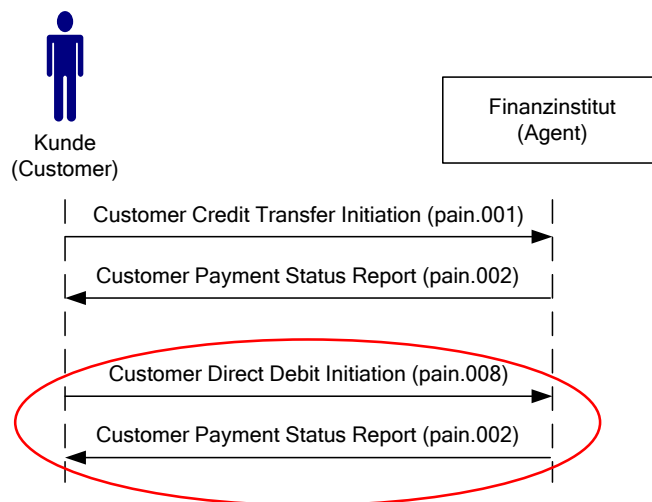 Kunde
(Customer)
Finanzinstitut
(Agent)
Customer Credit Transfer Initiation (pain.001)
Customer Payment Status Report (pain.002)
Customer Direct Debit Initiation (pain.008)
Customer Payment Status Report (pain.002)